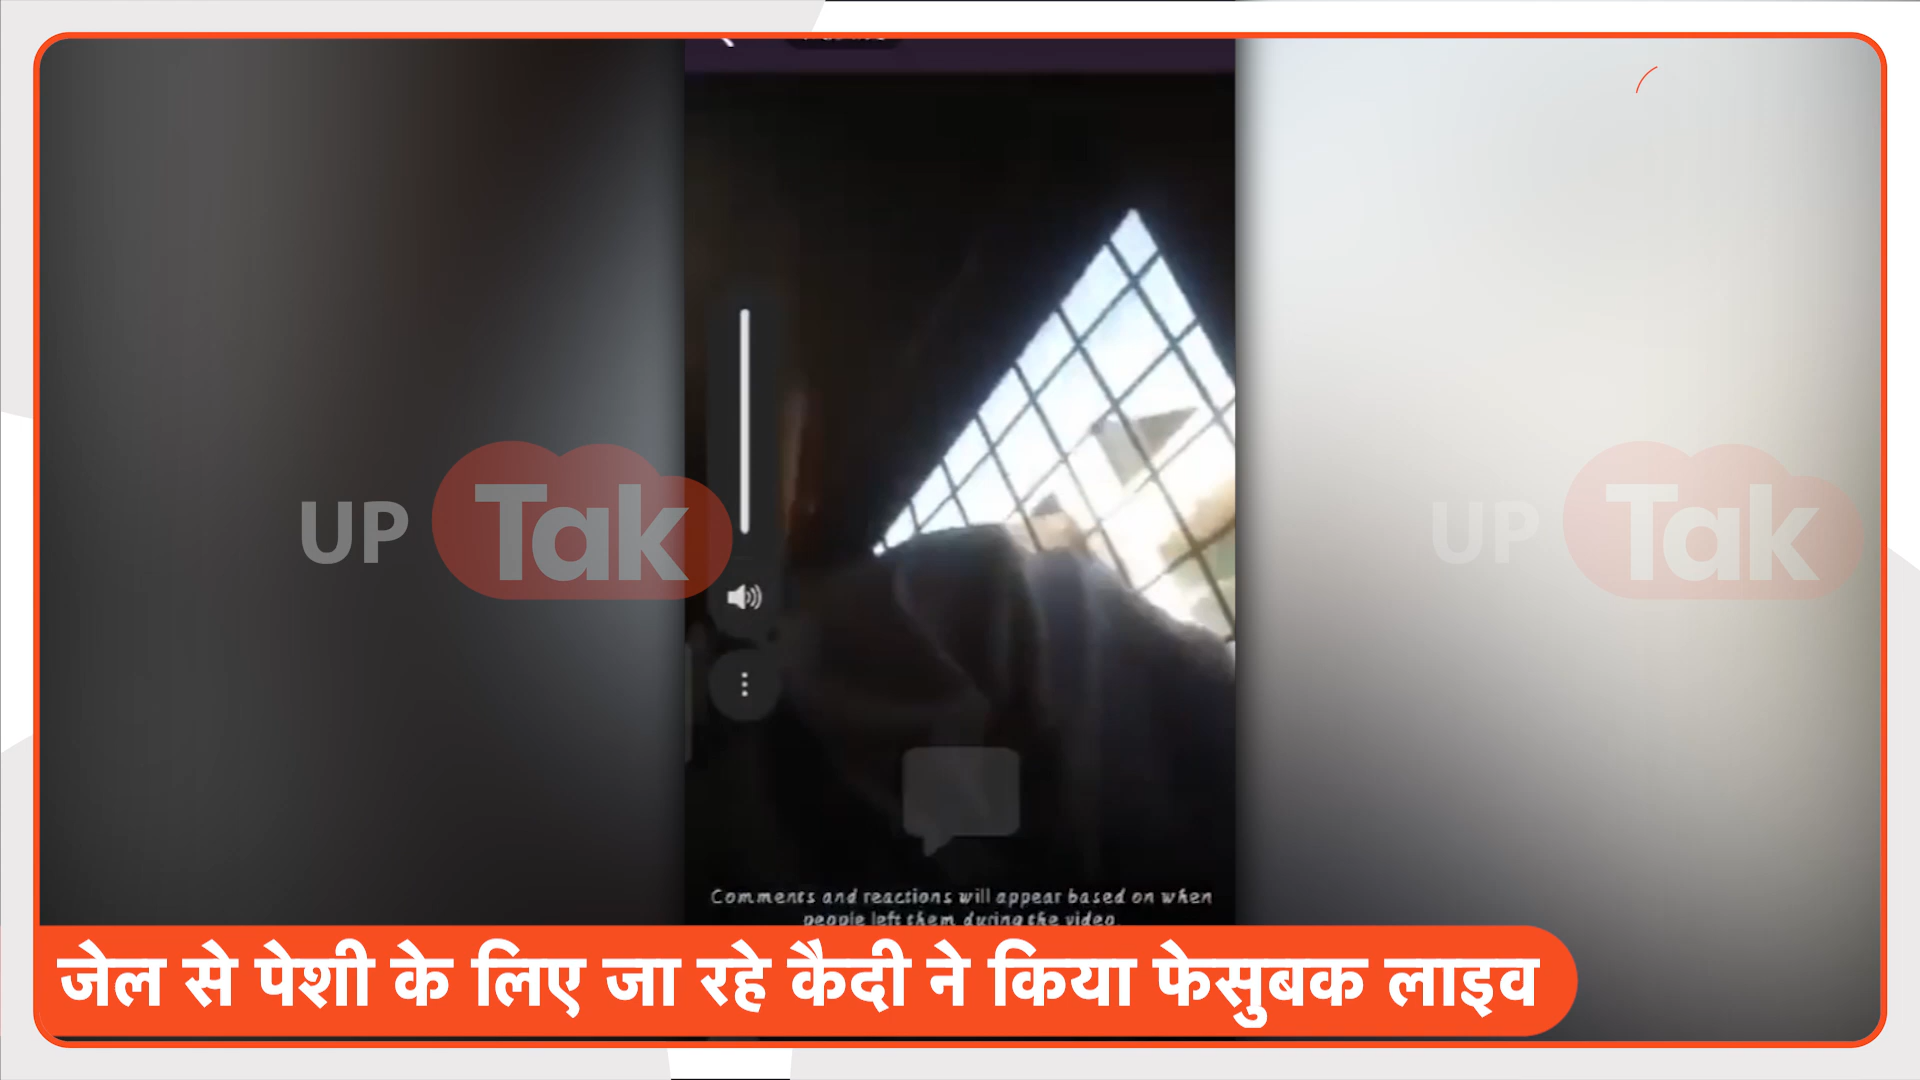 UP Tak
UP Tak
Comments and reactions will appear based on when
people left them during the video.
जेल से पेशी के लिए जा रहे कैदी ने किया फेसुबक लाइव